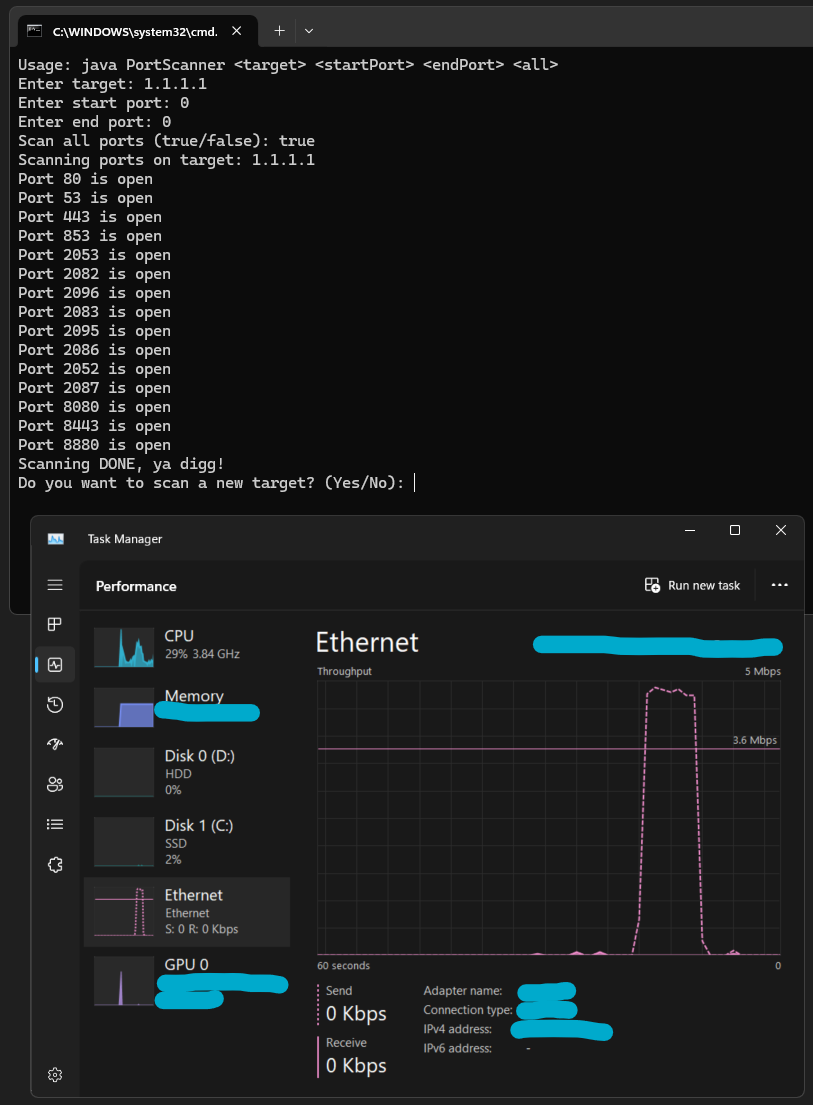 C:\WINDOWS\system32\cmd.
Usage: java PortScanner <target> <startPort> <endPort> <all>
Enter target: 1.1.1.1
Enter start port: 0
Enter end port: 0
Scan all ports (true/false): true
Scanning ports on target: 1.1.1.1
Port 80 is open
Port 53 is open
Port 443 is open
Port 853 is open
Port 2053 is open
Port 2082 is open
Port 2096 is open
Port 2083 is open
Port 2095 is open
Port 2086 is open
Port 2052 is open
Port 2087 is open
Port 8080 is open
Port 8443 is open
Port 8880 is open
Scanning DONE, ya digg!
Do you want to scan a new target? (Yes/No):
Task Manager
Performance
Run new task
CPU
29% 3.84 GHz
Memory
Disk 0 (D:)
HDD
0%
Disk 1 (C:)
SSD
2%
Ethernet
Ethernet
S: 0 R: 0 Kbps
GPU 0
Ethernet
Throughput
5 Mbps
3.6 Mbps
60 seconds
0
Send
0 Kbps
Receive
0 Kbps
Adapter name:
Connection type:
IPv4 address:
IPv6 address: -